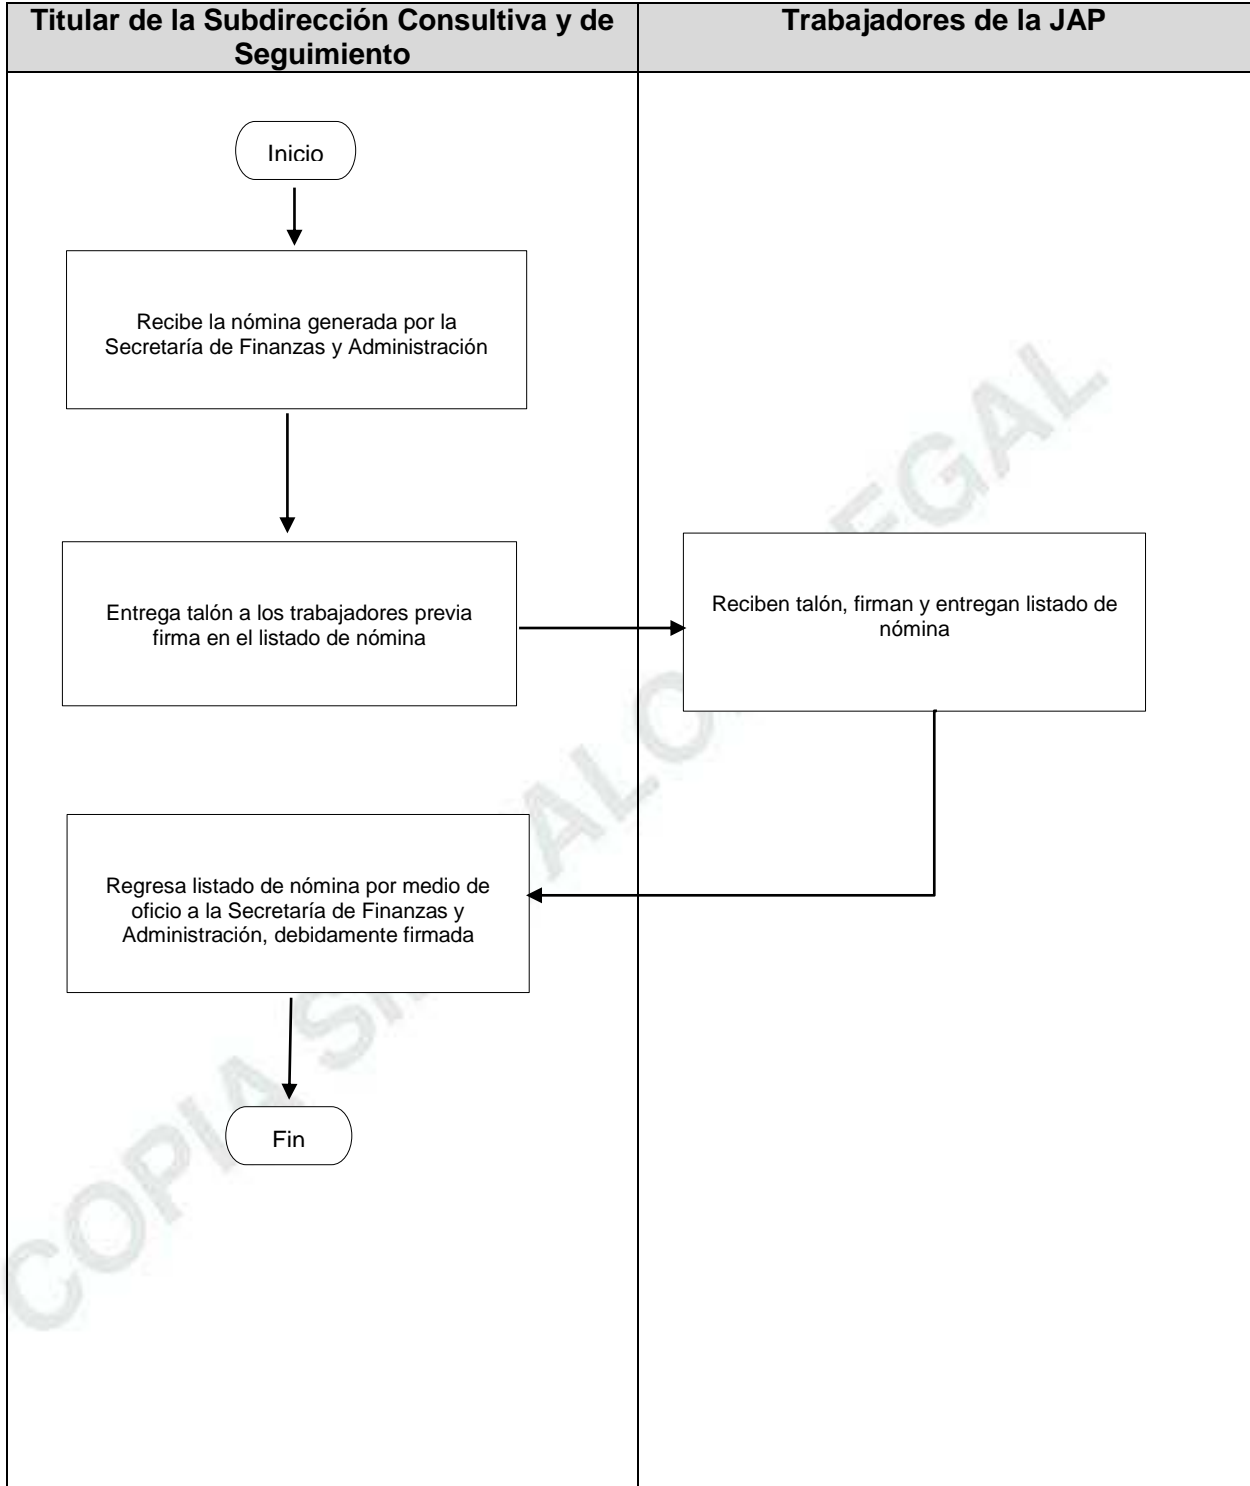 Titular de la Subdirección Consultiva y de
Seguimiento
Trabajadores de la JAP
Inicio
Recibe la nómina generada por la
Secretaría de Finanzas y Administración
Entrega talón a los trabajadores previa
firma en el listado de nómina
Reciben talón, firman y entregan listado de
nómina
Regresa listado de nómina por medio de
oficio a la Secretaría de Finanzas y
Administración, debidamente firmada
Fin
COPIA